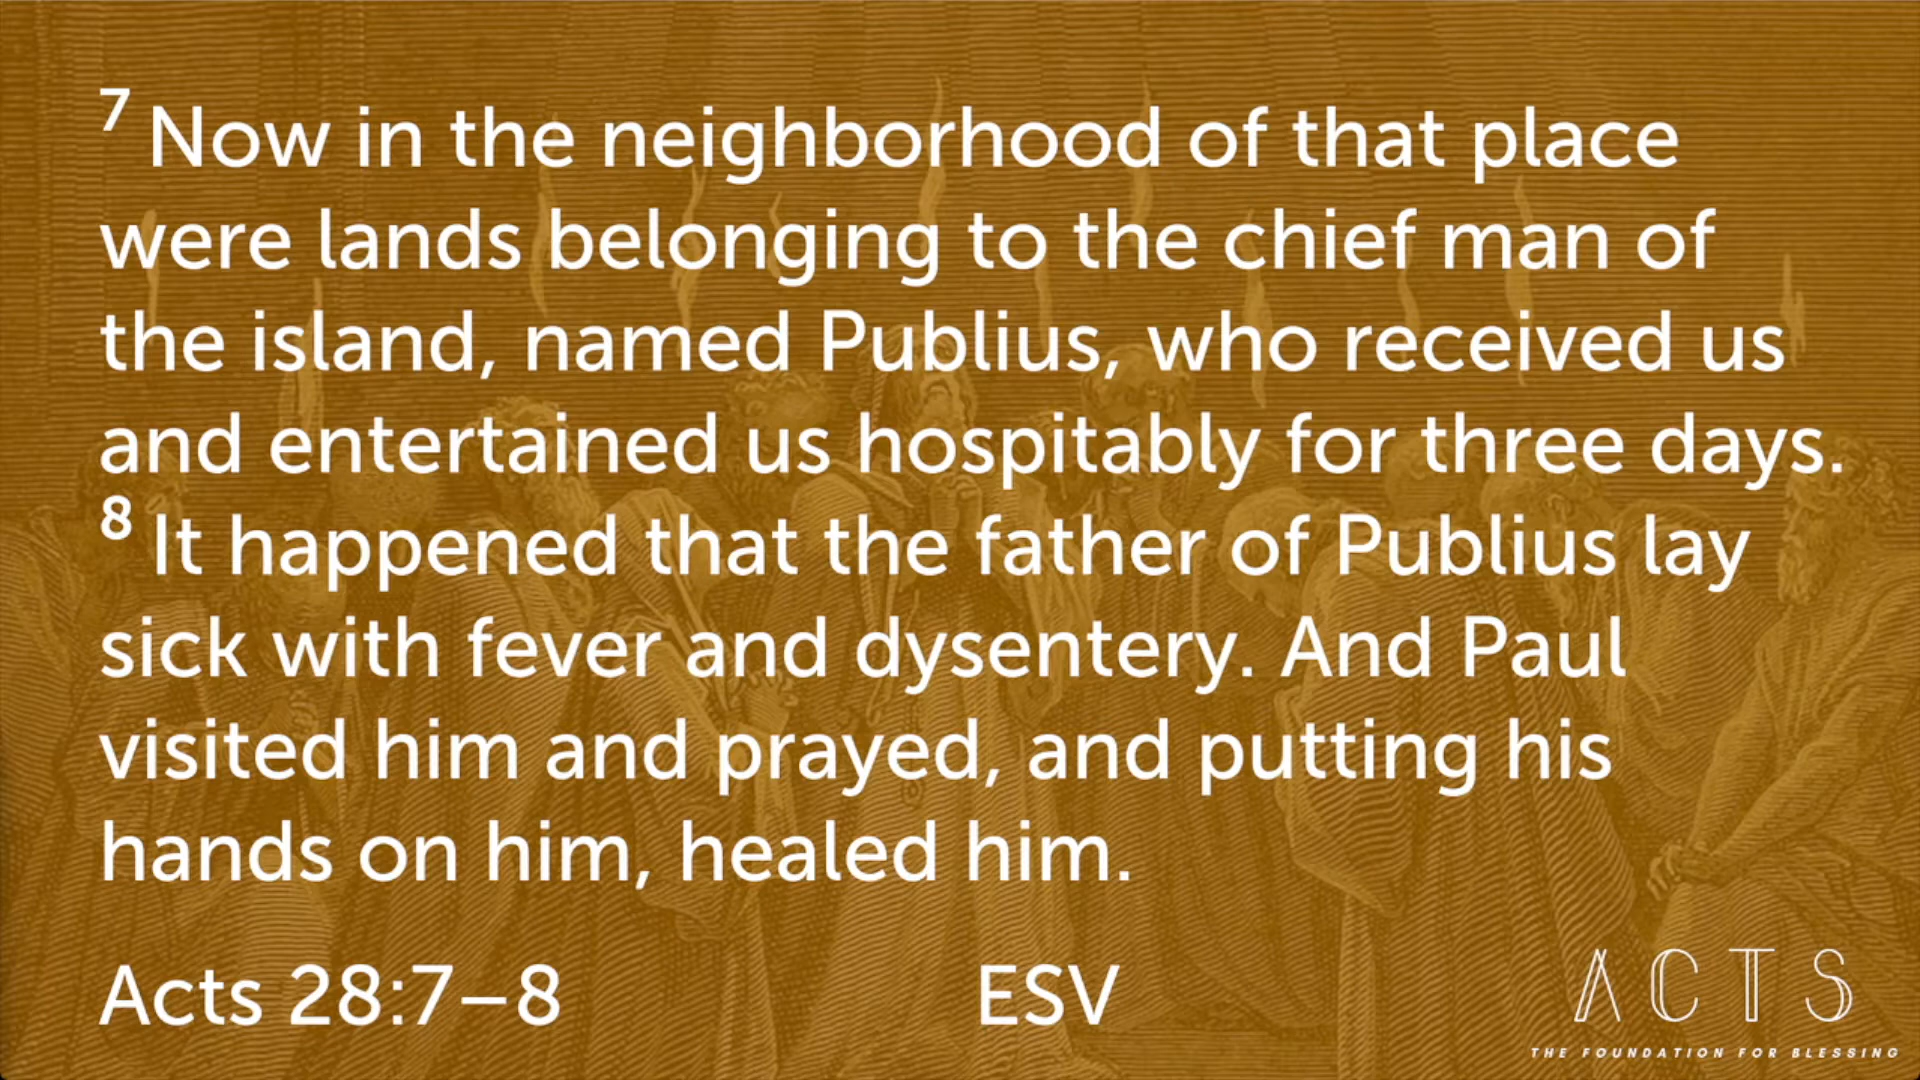 7 Now in the neighborhood of that place
were lands belonging to the chief man of
the island, named Publius, who received us
and entertained us hospitably for three days.
8 It happened that the father of Publius lay
sick with fever and dysentery. And Paul
visited him and prayed, and putting his
hands on him, healed him.
Acts 28:7–8 ESV
ACTS
THE FOUNDATION FOR BLESSING